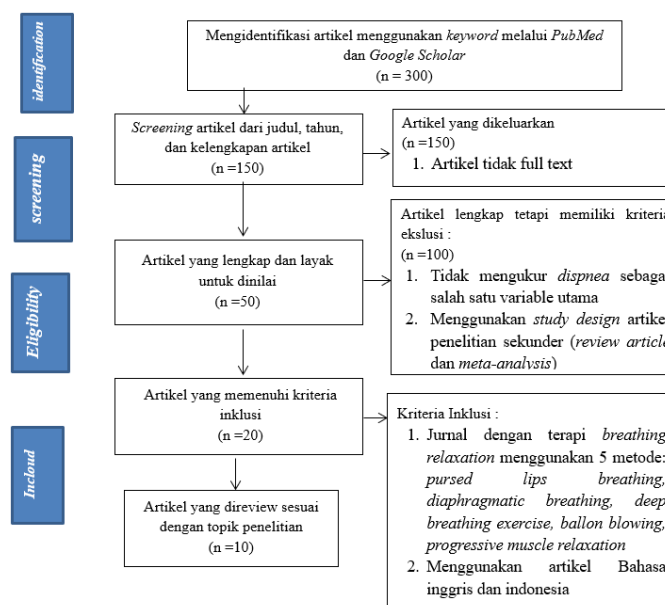 identification
Mengidentifikasi artikel menggunakan keyword melalui PubMed
dan Google Scholar
(n = 300)
screening
Screening artikel dari judul, tahun,
dan kelengkapan artikel
(n =150)
Artikel yang dikeluarkan
(n =150)
1. Artikel tidak full text
Eligibility
Artikel yang lengkap dan layak
untuk dinilai
(n =50)
Artikel lengkap tetapi memiliki kriteria
ekslusi :
(n =100)
1. Tidak mengukur dispnea sebagai
salah satu variable utama
2. Menggunakan study design artikel
penelitian sekunder (review article
dan meta-analysis)
Incloud
Artikel yang memenuhi kriteria
inklusi
(n =20)
Kriteria Inklusi :
1. Jurnal dengan terapi breathing
relaxation menggunakan 5 metode:
pursed lips breathing,
diaphragmatic breathing, deep
breathing exercise, ballon blowing,
progressive muscle relaxation
2. Menggunakan artikel Bahasa
inggris dan indonesia
Artikel yang direview sesuai
dengan topik penelitian
(n =10)